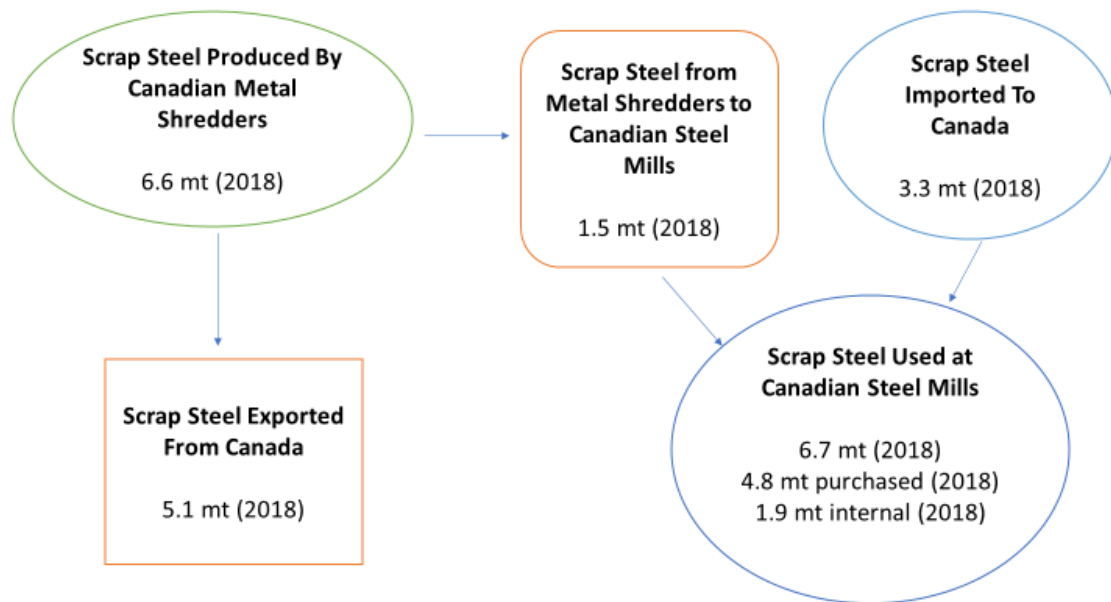 Scrap Steel Produced By
Canadian Metal
Shredders
6.6 mt (2018)
Scrap Steel from
Metal Shredders to
Canadian Steel
Mills
1.5 mt (2018)
Scrap Steel
Imported To
Canada
3.3 mt (2018)
Scrap Steel Exported
From Canada
5.1 mt (2018)
Scrap Steel Used at
Canadian Steel Mills
6.7 mt (2018)
4.8 mt purchased (2018)
1.9 mt internal (2018)